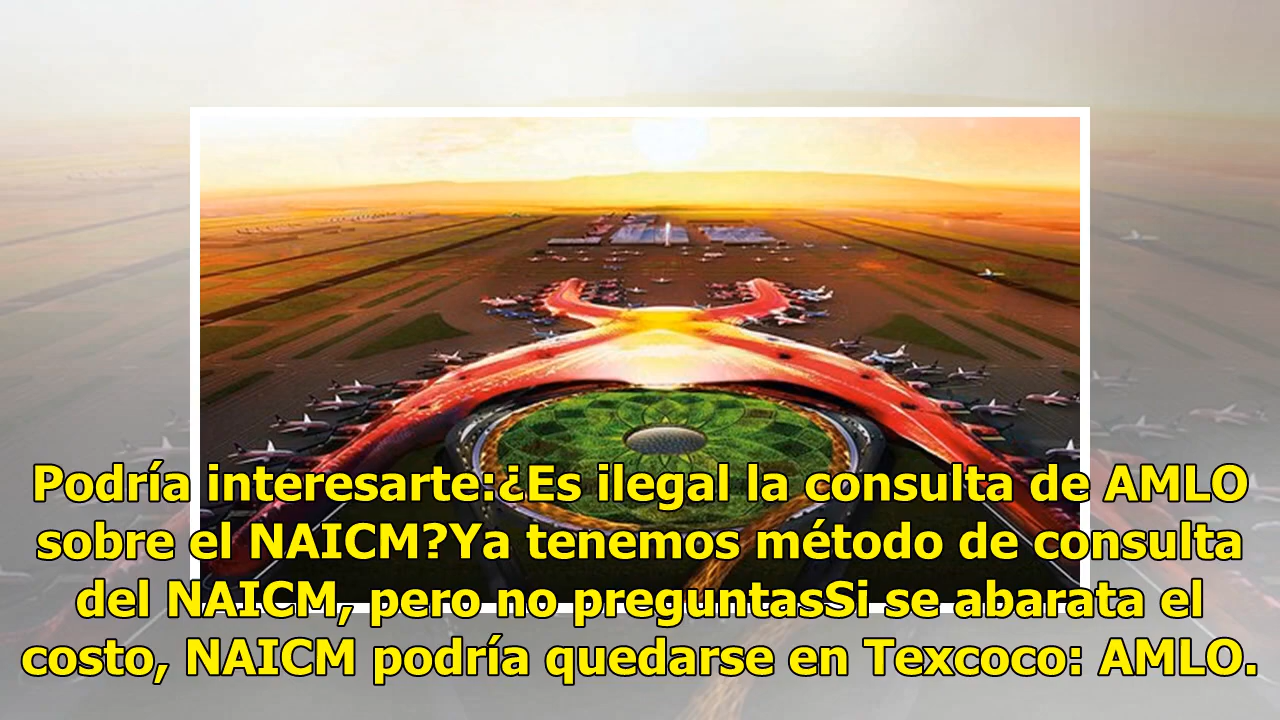 Podría interesarte:¿Es ilegal la consulta de AMLO
sobre el NAICM?Ya tenemos método de consulta
del NAICM, pero no preguntasSi se abarata el
costo, NAICM podría quedarse en Texcoco: AMLO.